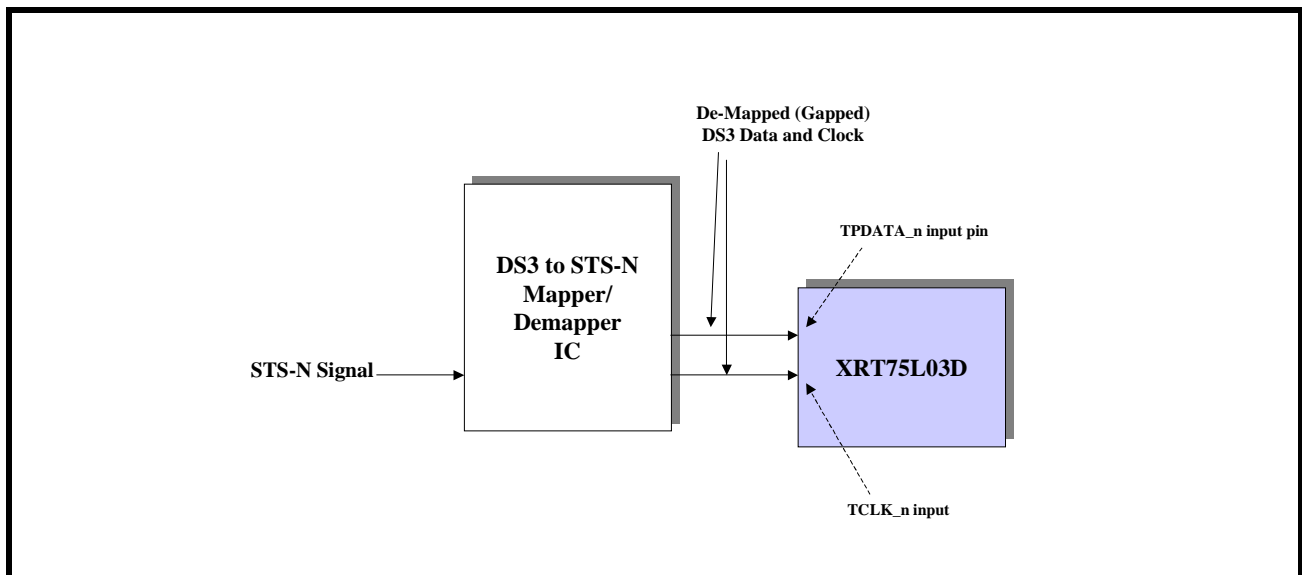 De-Mapped (Gapped)
DS3 Data and Clock
TPDATA_n input pin
DS3 to STS-N
Mapper/
Demapper
IC
STS-N Signal
XRT75L03D
TCLK_n input